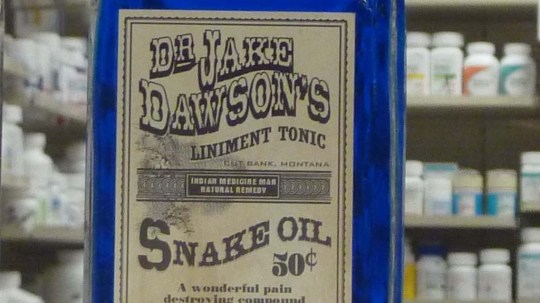 DR JAKE
DAWSON'S
LINIMENT TONIC
CUT BANK, MONTANA
INDIAN MEDICINE MAN
NATURAL REMEDY
SNAKE OIL
50¢
A wonderful pain
destroying compound